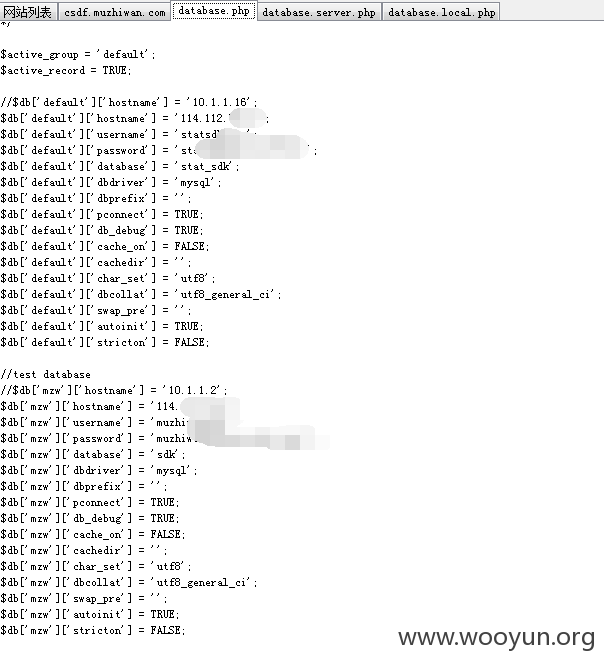 网站列表 csdf.muzhiwan.com database.php database.server.php database.local.php
*/
$active_group = 'default';
$active_record = TRUE;
//$db['default']['hostname'] = '10.1.1.16';
$db['default']['hostname'] = '114.112. ';
$db['default']['username'] = 'statsd ';
$db['default']['password'] = 'sts ';
$db['default']['database'] = 'stat_sdk';
$db['default']['dbdriver'] = 'mysql';
$db['default']['dbprefix'] = '';
$db['default']['pconnect'] = TRUE;
$db['default']['db_debug'] = TRUE;
$db['default']['cache_on'] = FALSE;
$db['default']['cachedir'] = '';
$db['default']['char_set'] = 'utf8';
$db['default']['dbcollat'] = 'utf8_general_ci';
$db['default']['swap_pre'] = '';
$db['default']['autoinit'] = TRUE;
$db['default']['stricton'] = FALSE;
//test database
//$db['mzw']['hostname'] = '10.1.1.2';
$db['mzw']['hostname'] = '114.
$db['mzw']['username'] = 'muzhi
$db['mzw']['password'] = 'muzhiw
$db['mzw']['database'] = 'sdk';
$db['mzw']['dbdriver'] = 'mysql';
$db['mzw']['dbprefix'] = '';
$db['mzw']['pconnect'] = TRUE;
$db['mzw']['db_debug'] = TRUE;
$db['mzw']['cache_on'] = FALSE;
$db['mzw']['cachedir'] = '';
$db['mzw']['char_set'] = 'utf8';
$db['mzw']['dbcollat'] = 'utf8_general_ci';
$db['mzw']['swap_pre'] = '';
$db['mzw']['autoinit'] = TRUE;
$db['mzw']['stricton'] = FALSE;
www.wooyun.org